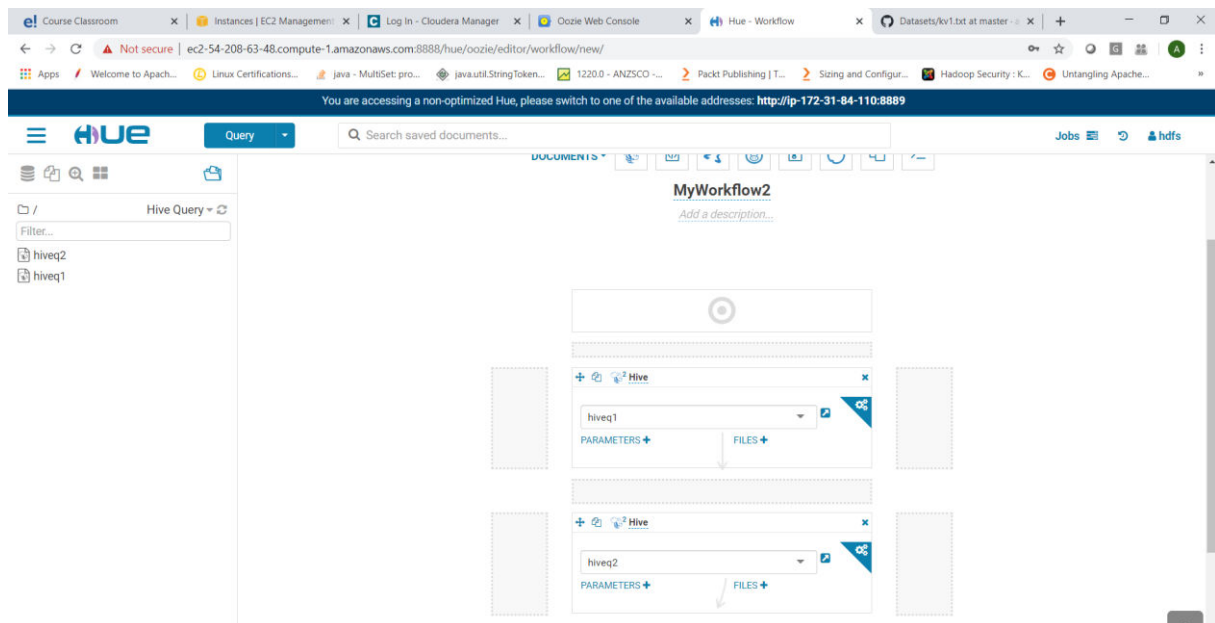 e! Course Classroom
Instances | EC2 Management
C Log In - Cloudera Manager
Oozie Web Console
Hue - Workflow
Datasets/kv1.txt at master · a
Not secure | ec2-54-208-63-48.compute-1.amazonaws.com:8888/hue/oozie/editor/workflow/new/
Apps Welcome to Apach... Linux Certifications... java - MultiSet: pro... java.util.StringToken... 1220.0 - ANZSCO -... Packt Publishing | T... Sizing and Configur... Hadoop Security : K... Untangling Apache... »
You are accessing a non-optimized Hue, please switch to one of the available addresses: http://ip-172-31-84-110:8889
HUE Query Search saved documents... Jobs hdfs
DOCUMENTS
MyWorkflow2
/ Hive Query
Add a description...
Filter...
hiveq2
hiveq1
2 Hive
hiveq1
PARAMETERS + FILES +
2 Hive
hiveq2
PARAMETERS + FILES +